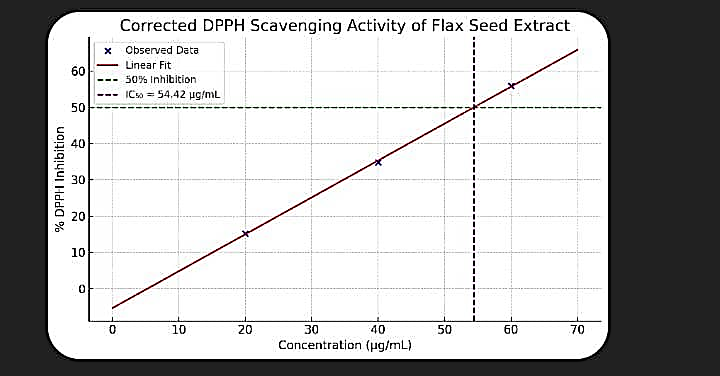 Corrected DPPH Scavenging Activity of Flax Seed Extract
Observed Data
Linear Fit
50% Inhibition
IC₅₀ = 54.42 μg/mL
% DPPH Inhibition
60
50
40
30
20
10
0
0 10 20 30 40 50 60 70
Concentration (μg/mL)